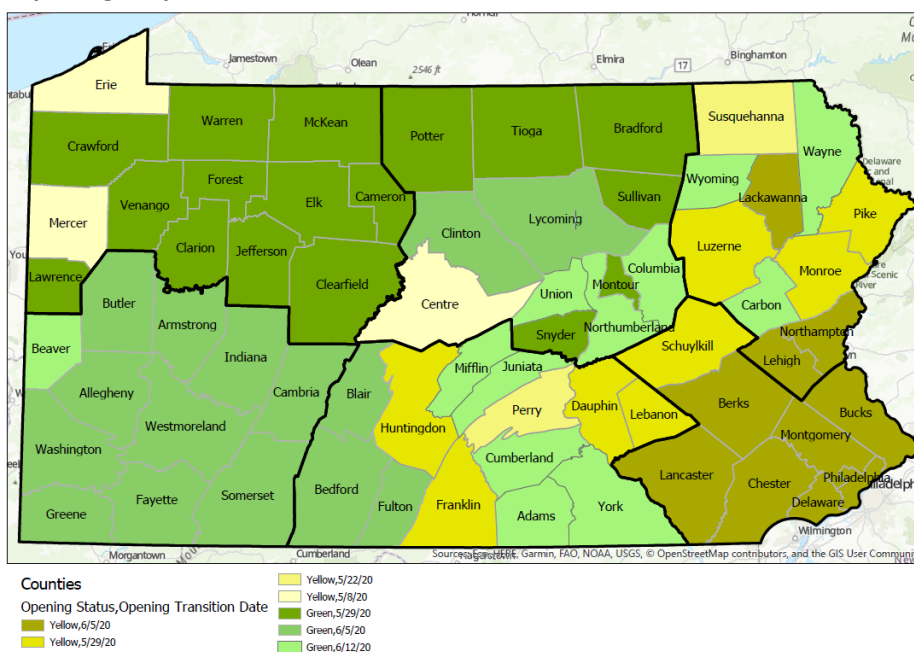 Jamestown
Olean
2546 ft
Elmira
17
Binghamton
Erie
Warren
McKean
Potter
Tioga
Bradford
Susquehanna
Wayne
Crawford
Forest
Elk
Cameron
Sullivan
Wyoming
Lackawanna
Delaware
Pike
Mercer
Venango
Clarion
Jefferson
Clinton
Lycoming
Luzerne
Monroe
Scenic
River
Lawrence
Clearfield
Centre
Union
Montour
Columbia
Carbon
Butler
Armstrong
Snyder
Northumberland
Northampton
Beaver
Indiana
Mifflin
Juniata
Schuylkill
Lehigh
Allegheny
Cambria
Blair
Huntingdon
Perry
Dauphin
Lebanon
Berks
Bucks
Westmoreland
Montgomery
Washington
Cumberland
Lancaster
Chester
Philadelphia
Delaware
Greene
Fayette
Somerset
Bedford
Fulton
Franklin
Adams
York
Wilmington
Morgantown
Cumberland
Sources: Esri, HERE, Garmin, FAO, NOAA, USGS, © OpenStreetMap contributors, and the GIS User Communi
Counties
Opening Status,Opening Transition Date
Yellow,6/5/20
Yellow,5/29/20
Yellow,5/22/20
Yellow,5/8/20
Green,5/29/20
Green,6/5/20
Green,6/12/20